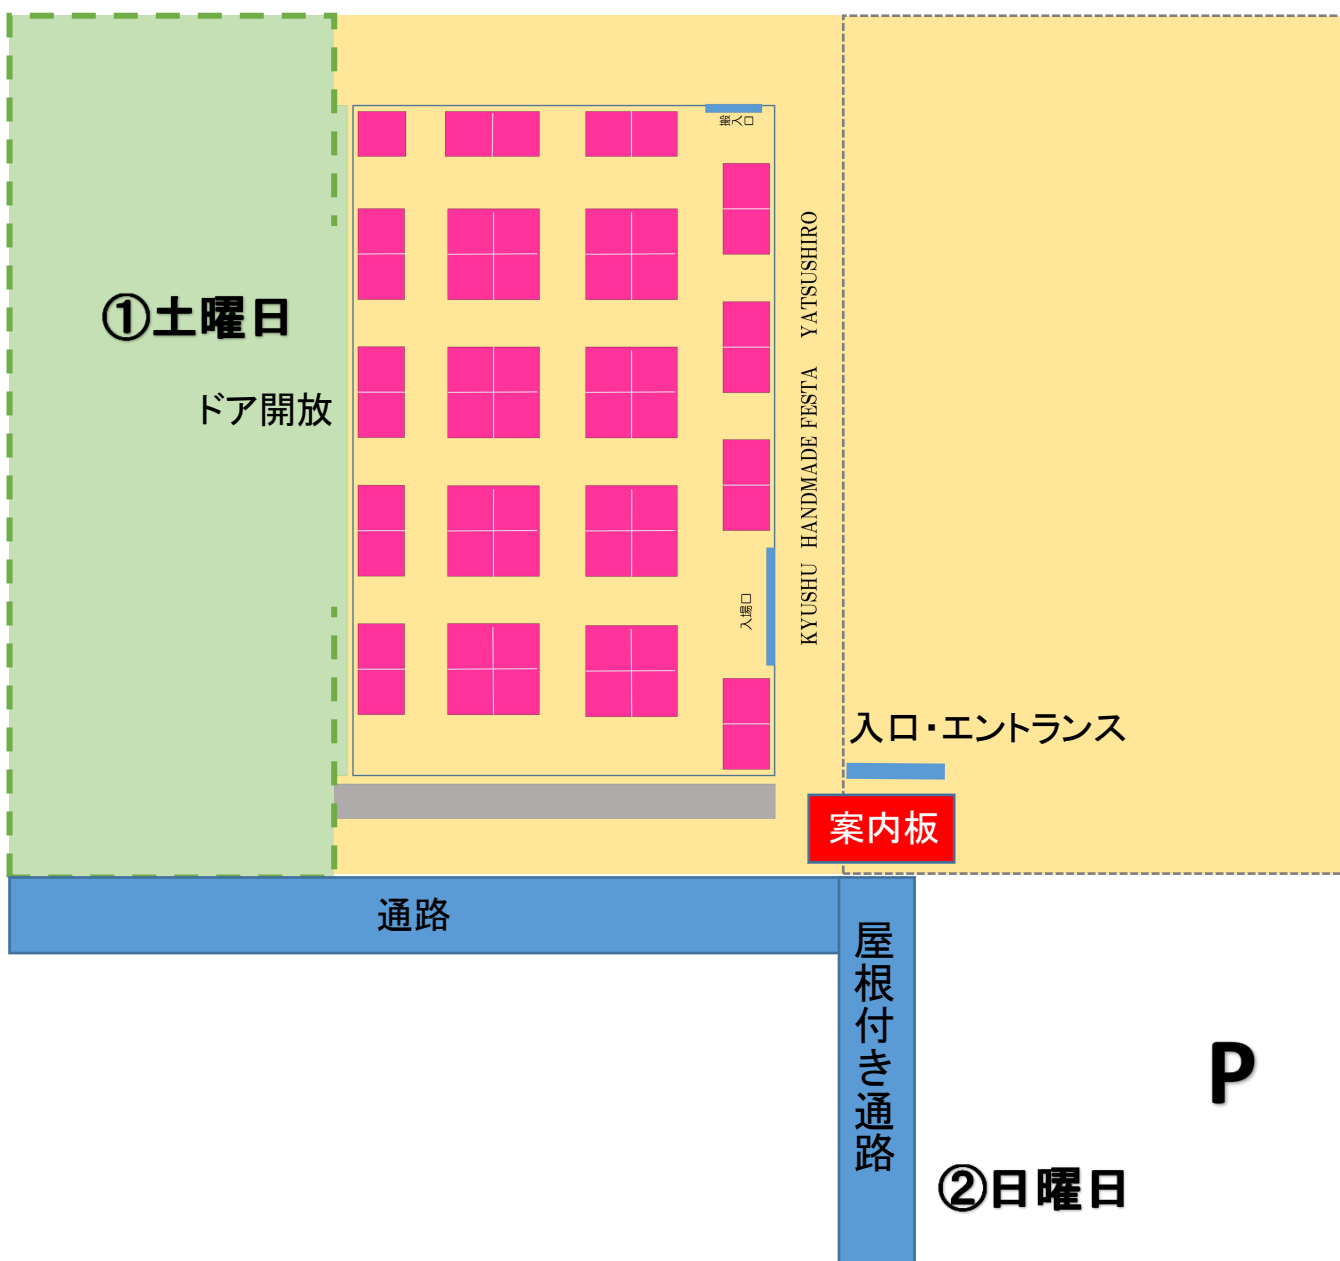 搬入口
①土曜日
ドア開放
KYUSHU HANDMADE FESTA YATSUSHIRO
入場口
入口・エントランス
案内板
通路
屋根付き通路
P
②日曜日